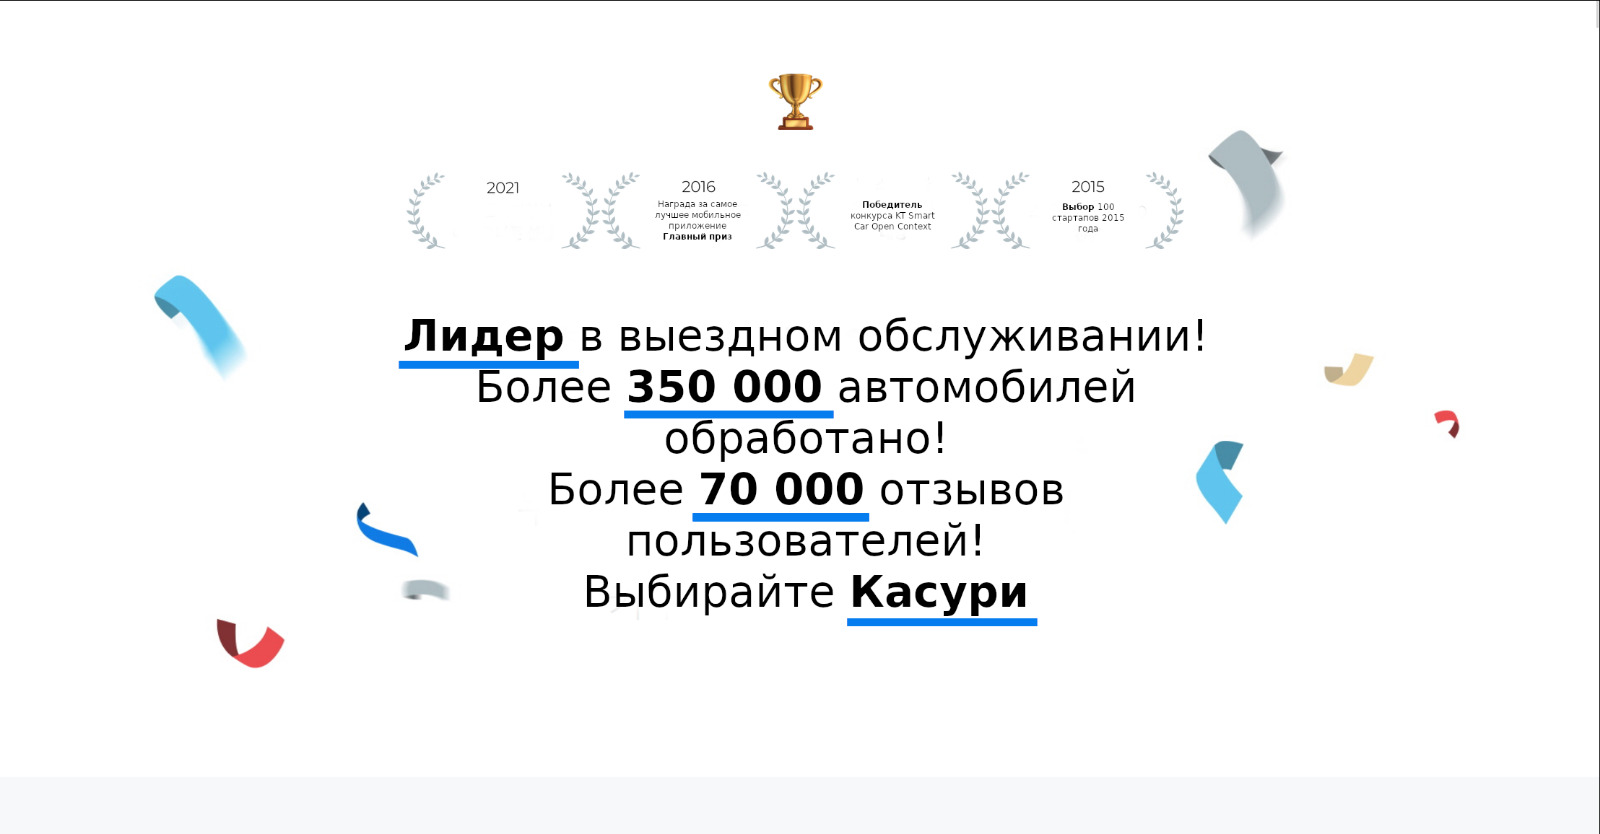 2021
2016
Награда за самое
лучшее мобильное
приложение
Главный приз
Победитель
конкурса KT Smart
Car Open Context
2015
Выбор 100
стартапов 2015
года
Лидер в выездном обслуживании!
Более 350 000 автомобилей
обработано!
Более 70 000 отзывов
пользователей!
Выбирайте Касури